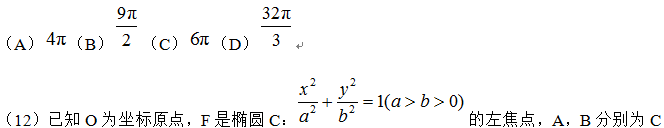 （A）4π（B）9π/2（C）6π（D）32π/3
（12）已知O为坐标原点，F是椭圆C：x²/a²+y²/b²=1(a>b>0)的左焦点，A，B分别为C